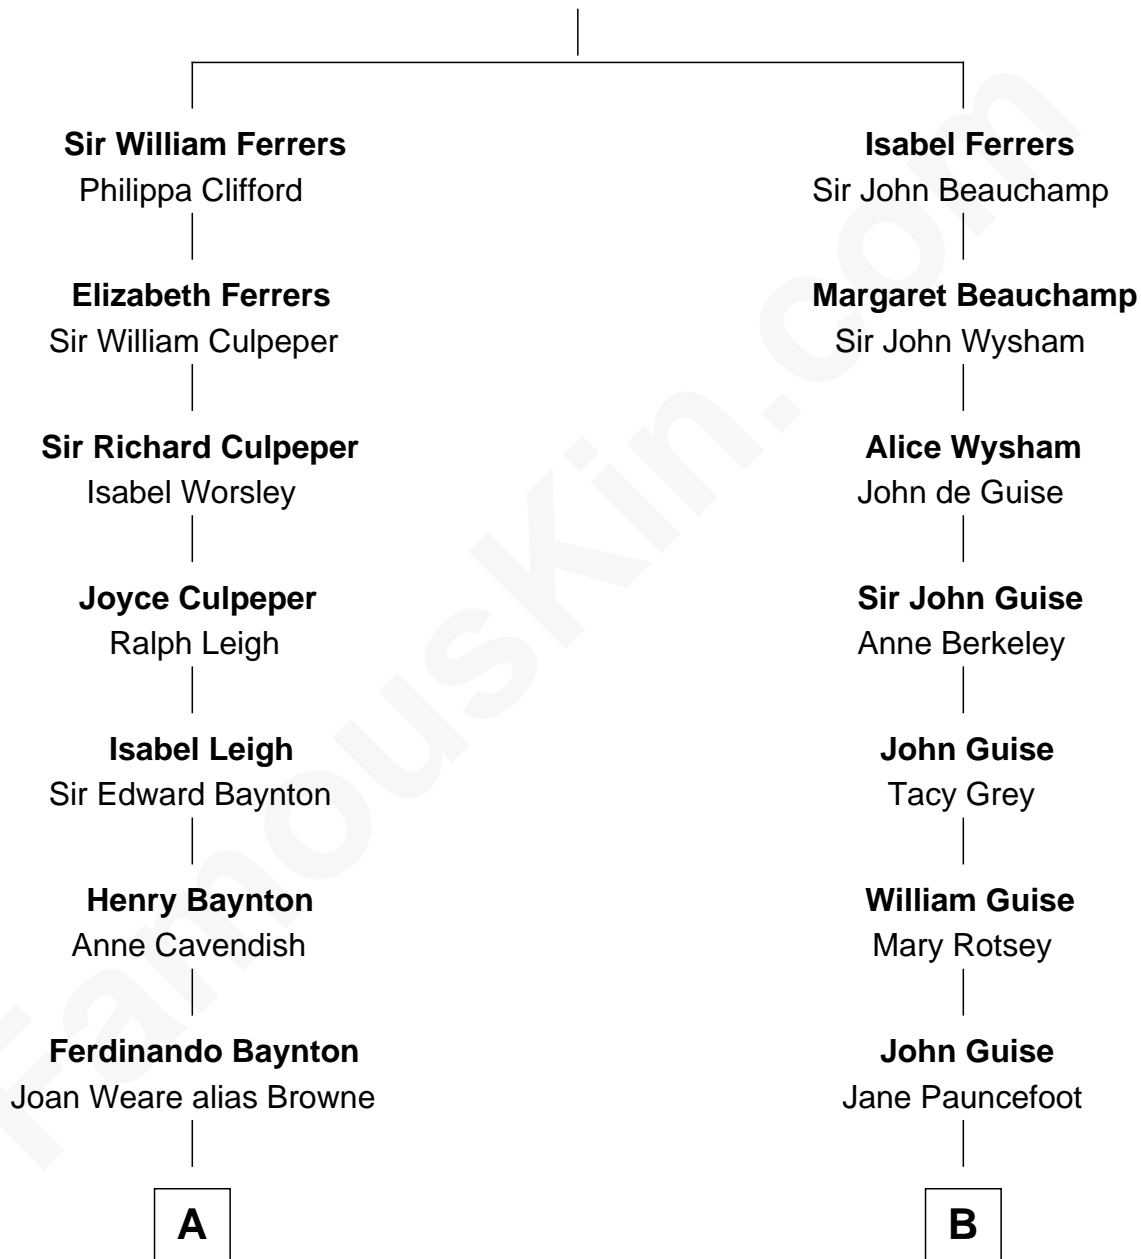 Sir William Ferrers
Philippa Clifford
Elizabeth Ferrers
Sir William Culpeper
Sir Richard Culpeper
Isabel Worsley
Joyce Culpeper
Ralph Leigh
Isabel Leigh
Sir Edward Baynton
Henry Baynton
Anne Cavendish
Ferdinando Baynton
Joan Weare alias Browne
A
Isabel Ferrers
Sir John Beauchamp
Margaret Beauchamp
Sir John Wysham
Alice Wysham
John de Guise
Sir John Guise
Anne Berkeley
John Guise
Tacy Grey
William Guise
Mary Rotsey
John Guise
Jane Pauncefoot
B
FamousKin.com